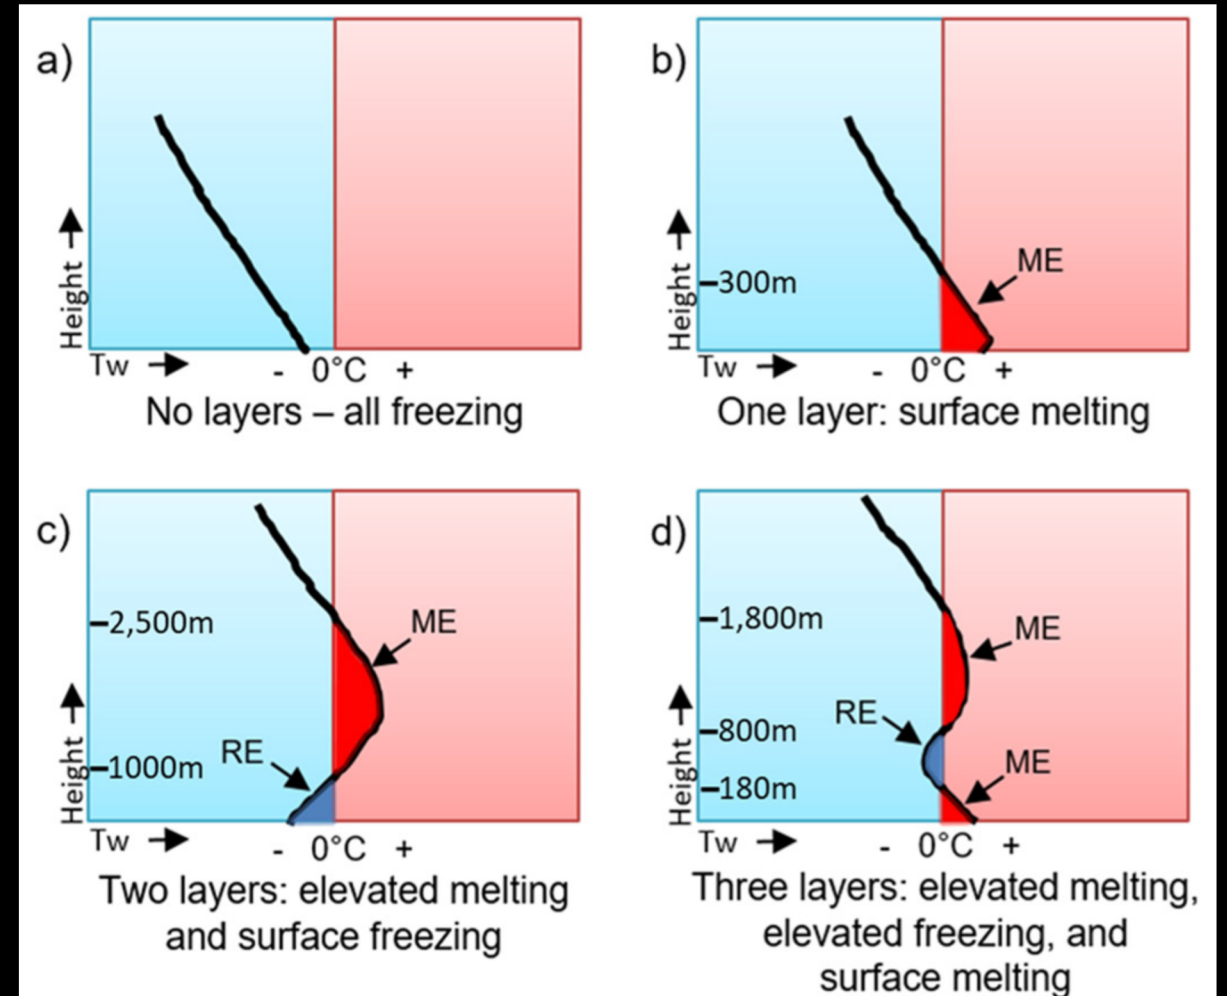 a)
Height
300m
Tw
- 0°C +
No layers – all freezing
b)
ME
300m
Height
Tw
- 0°C +
One layer: surface melting
c)
2,500m
ME
RE
1000m
Height
Tw
- 0°C +
Two layers: elevated melting
and surface freezing
d)
1,800m
ME
RE
800m
ME
180m
Height
Tw
- 0°C +
Three layers: elevated melting,
elevated freezing, and
surface melting